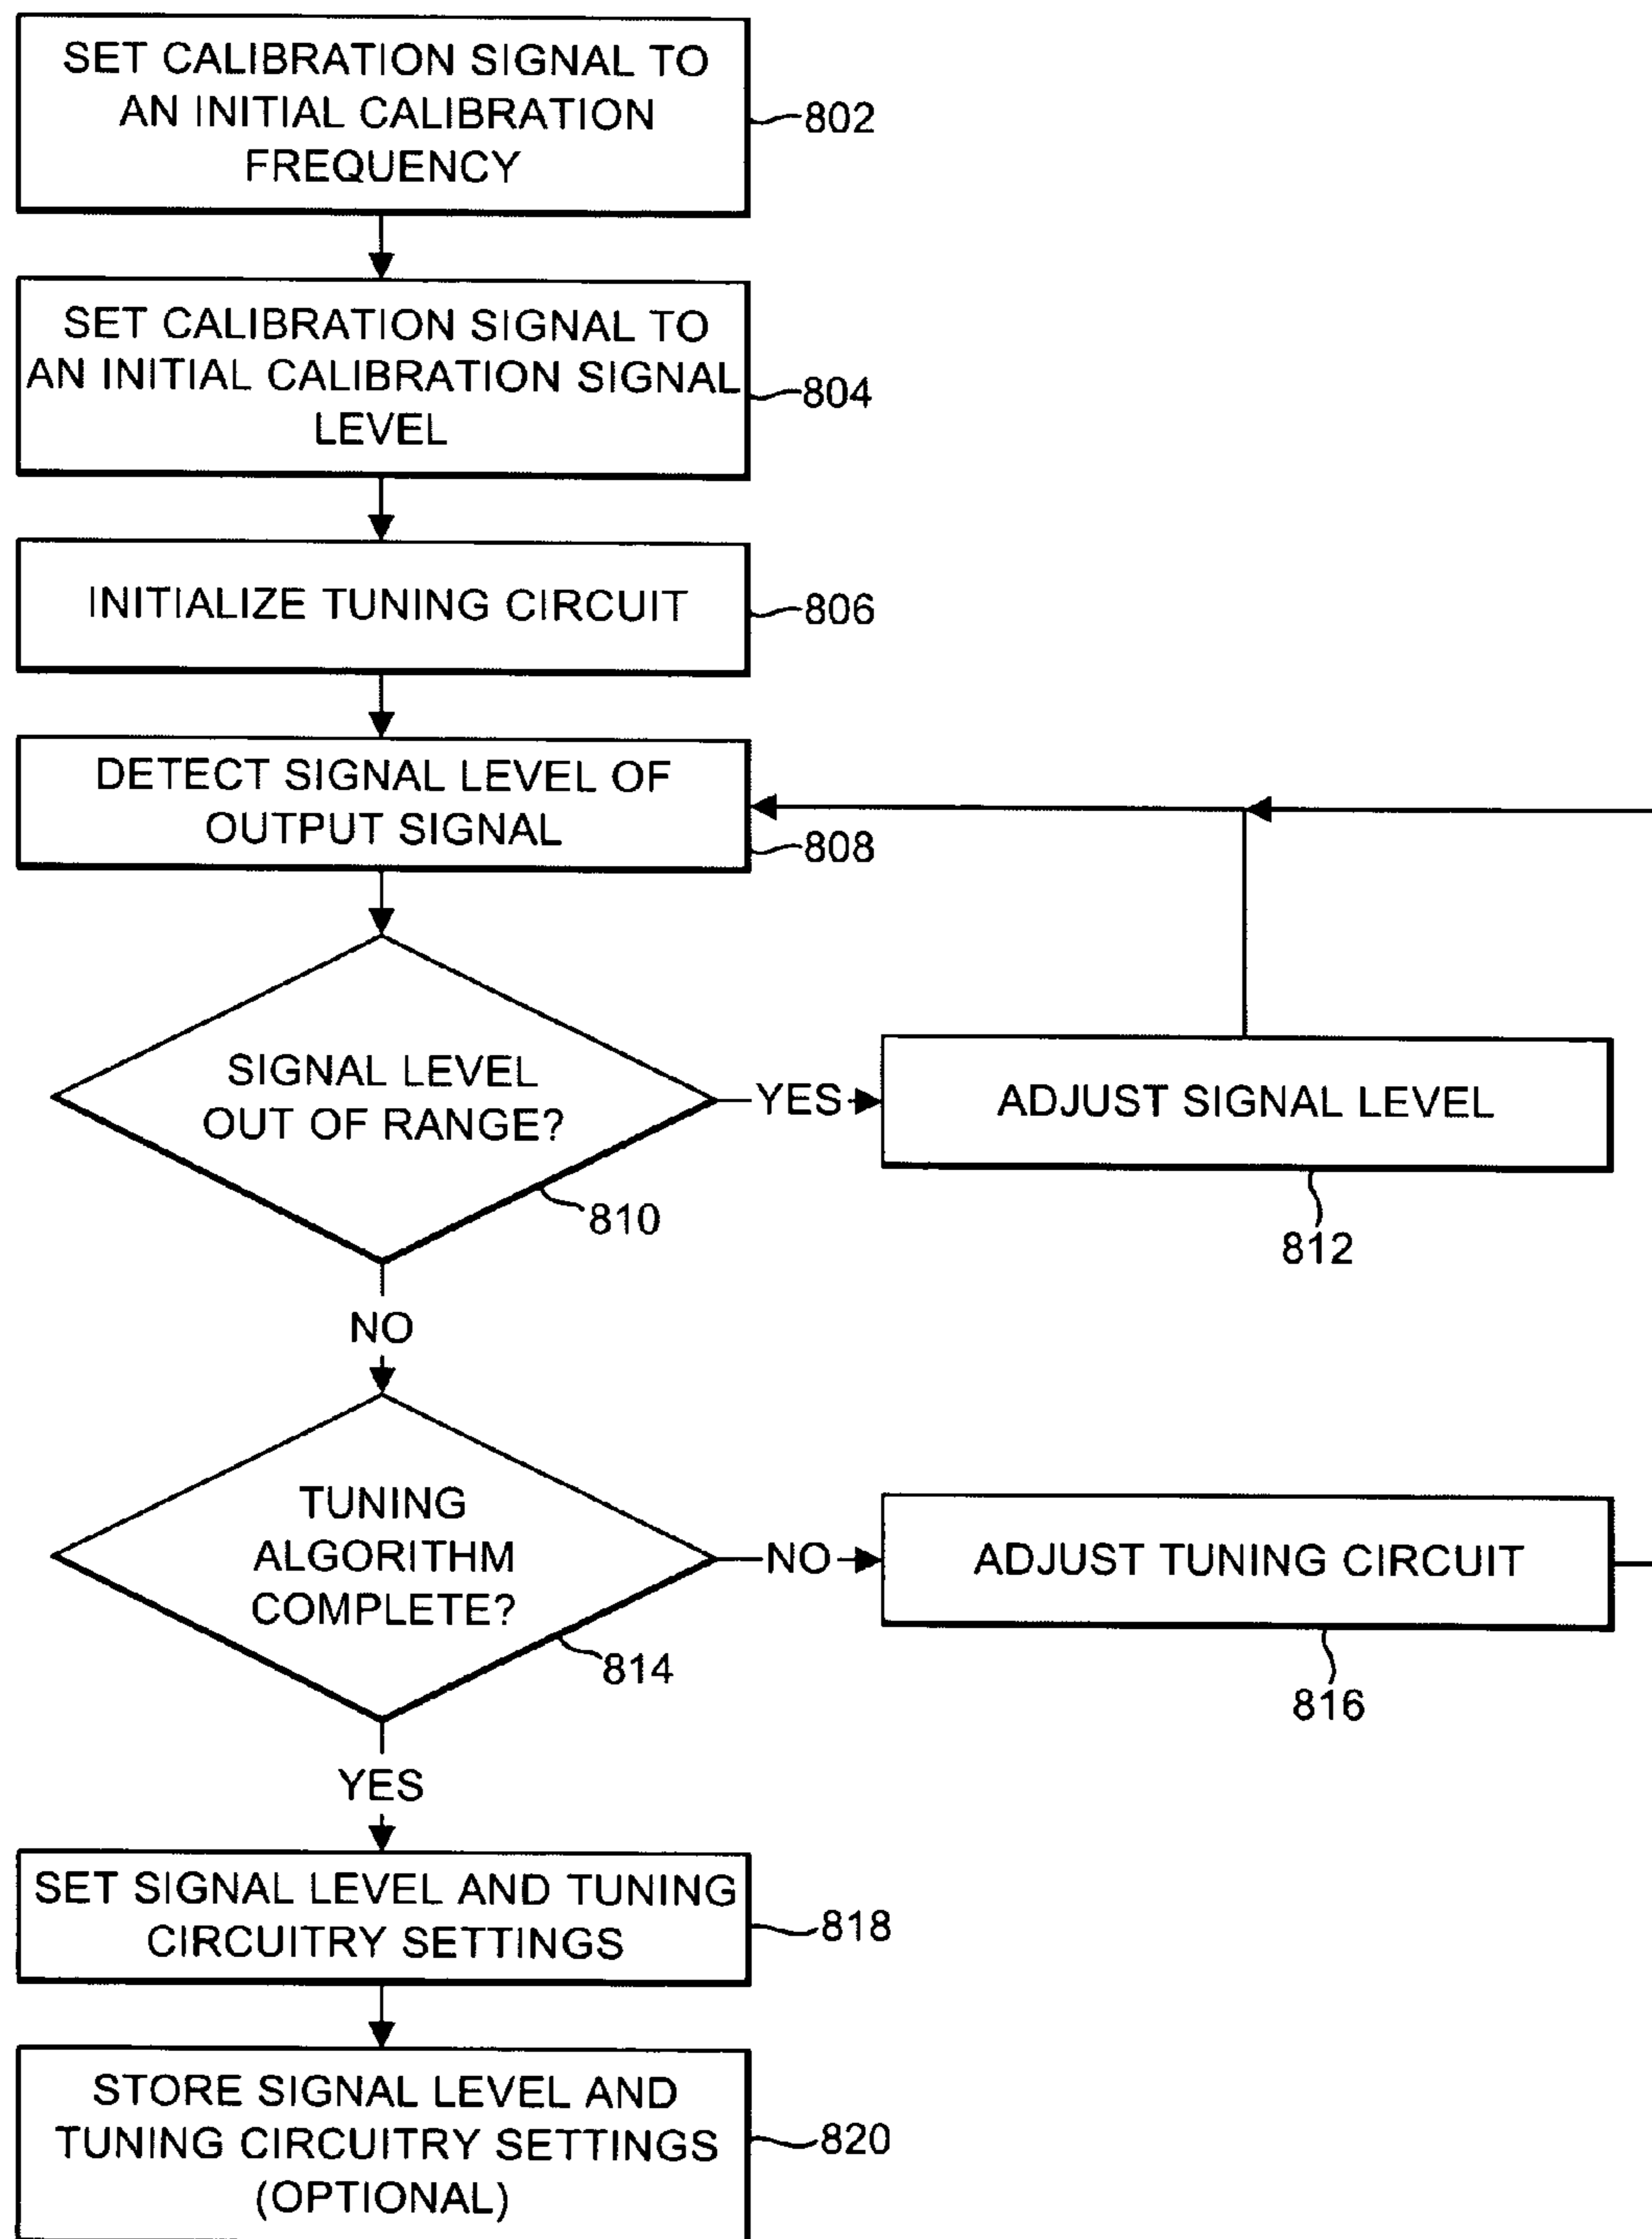 SET CALIBRATION SIGNAL TO
AN INITIAL CALIBRATION
FREQUENCY
802
SET CALIBRATION SIGNAL TO
AN INITIAL CALIBRATION SIGNAL
LEVEL
804
INITIALIZE TUNING CIRCUIT
806
DETECT SIGNAL LEVEL OF
OUTPUT SIGNAL
808
SIGNAL LEVEL
OUT OF RANGE?
810
YES
ADJUST SIGNAL LEVEL
812
NO
TUNING
ALGORITHM
COMPLETE?
814
NO
ADJUST TUNING CIRCUIT
816
YES
SET SIGNAL LEVEL AND TUNING
CIRCUITRY SETTINGS
818
STORE SIGNAL LEVEL AND
TUNING CIRCUITRY SETTINGS
(OPTIONAL)
820